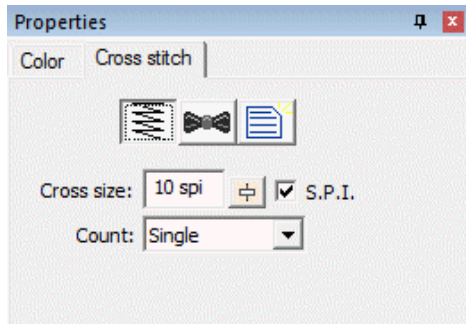 Properties
Color Cross stitch
Cross size: 10 spi S.P.I.
Count: Single